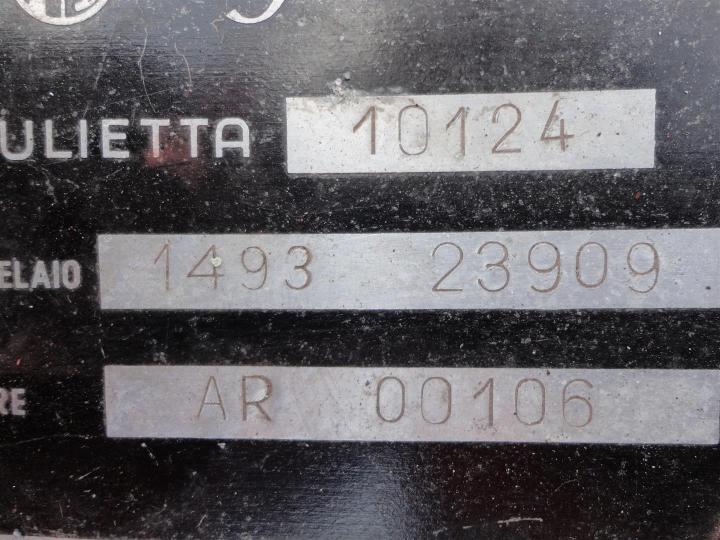 ULIETTA 10124
ELAIO 1493 23909
RE AR 00106